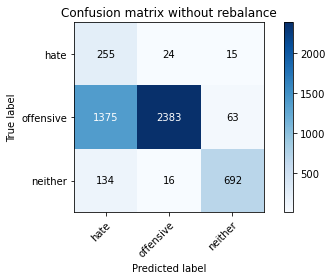 Confusion matrix without rebalance
True label
hate
offensive
neither
255 24 15
1375 2383 63
134 16 692
hate
offensive
neither
Predicted label
2000
1500
1000
500